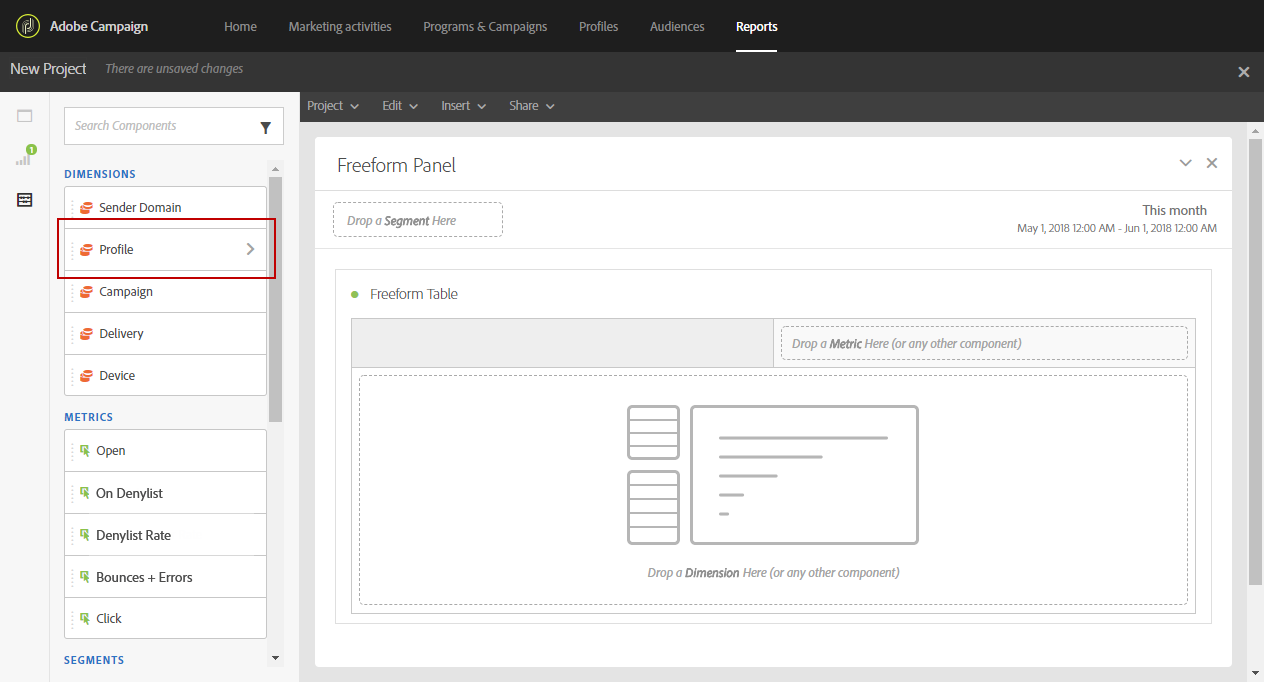 Adobe Campaign
Home
Marketing activities
Programs & Campaigns
Profiles
Audiences
Reports
New Project
There are unsaved changes
Project
Edit
Insert
Share
1
Search Components
DIMENSIONS
Sender Domain
Profile
Campaign
Delivery
Device
METRICS
Open
On Denylist
Denylist Rate
Bounces + Errors
Click
SEGMENTS
Freeform Panel
Drop a Segment Here
This month
May 1, 2018 12:00 AM - Jun 1, 2018 12:00 AM
Freeform Table
Drop a Metric Here (or any other component)
Drop a Dimension Here (or any other component)